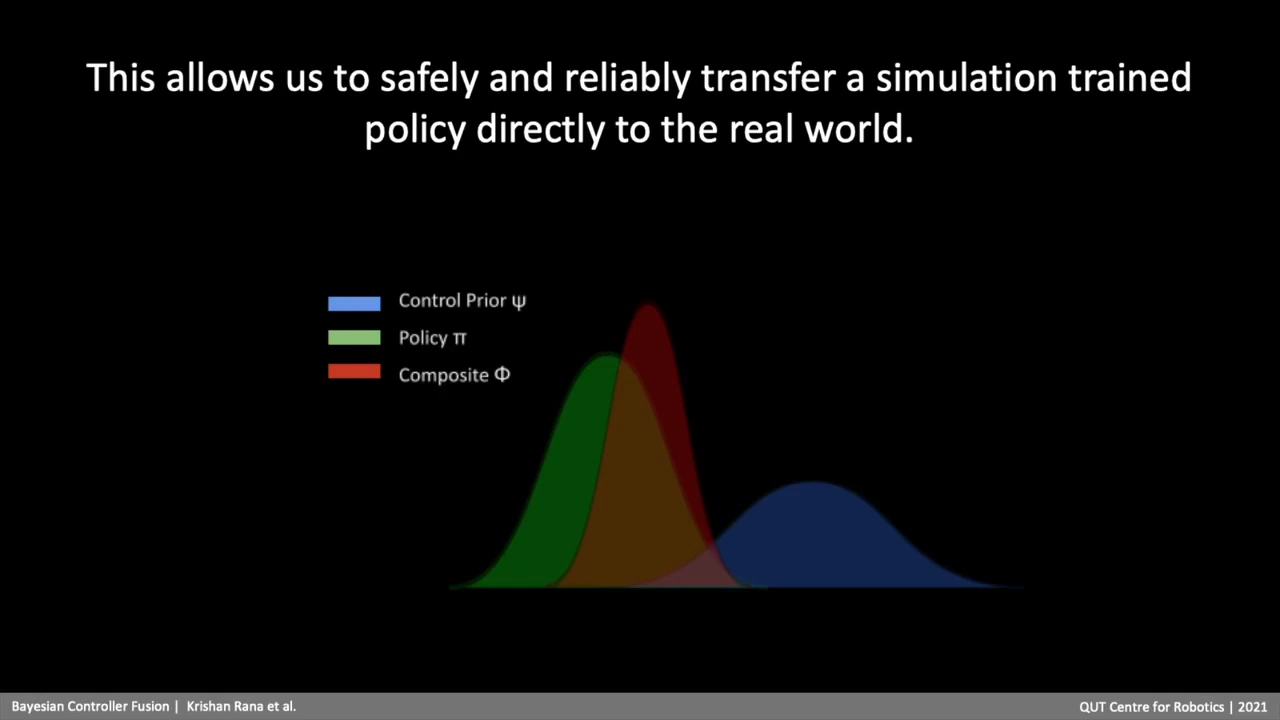 This allows us to safely and reliably transfer a simulation trained
policy directly to the real world.
Control Prior ψ
Policy π
Composite Φ
Bayesian Controller Fusion | Krishan Rana et al.
QUT Centre for Robotics | 2021